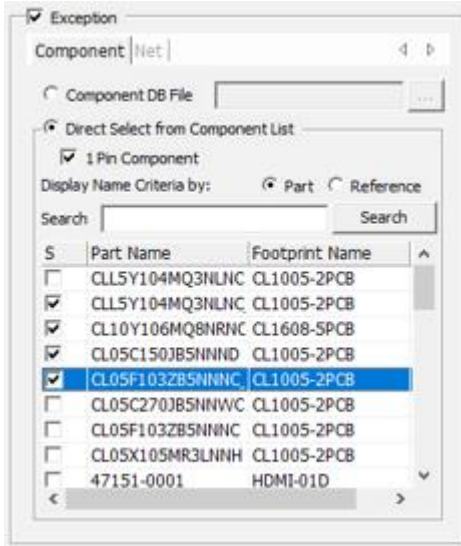 Exception
Component Net
Component DB File ...
Direct Select from Component List
1 Pin Component
Display Name Criteria by: Part Reference
Search Search
S Part Name Footprint Name
CLL5Y104MQ3NLNC CL1005-2PCB
CLL5Y104MQ3NLNC_ CL1005-2PCB
CL10Y106MQ8NRNC_ CL1608-5PCB
CL05C150JB5NNND CL1005-2PCB
CL05F103ZB5NNNC_ CL1005-2PCB
CL05C270JB5NNWC CL1005-2PCB
CL05F103ZB5NNNC CL1005-2PCB
CL05X105MR3LNNH CL1005-2PCB
47151-0001 HDMI-01D